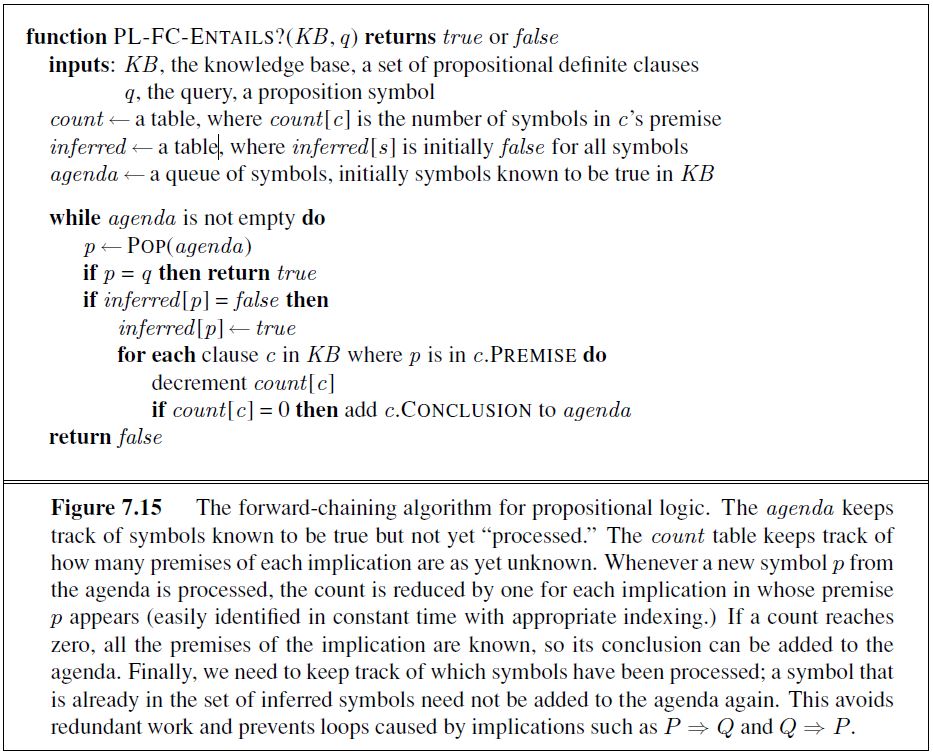 function PL-FC-ENTAILS?(KB, q) returns true or false
inputs: KB, the knowledge base, a set of propositional definite clauses
q, the query, a proposition symbol
count ← a table, where count[c] is the number of symbols in c's premise
inferred ← a table, where inferred[s] is initially false for all symbols
agenda ← a queue of symbols, initially symbols known to be true in KB
while agenda is not empty do
p ← POP(agenda)
if p = q then return true
if inferred[p] = false then
inferred[p] ← true
for each clause c in KB where p is in c.PREMISE do
decrement count[c]
if count[c] = 0 then add c.CONCLUSION to agenda
return false
Figure 7.15 The forward-chaining algorithm for propositional logic. The agenda keeps
track of symbols known to be true but not yet “processed.” The count table keeps track of
how many premises of each implication are as yet unknown. Whenever a new symbol p from
the agenda is processed, the count is reduced by one for each implication in whose premise
p appears (easily identified in constant time with appropriate indexing.) If a count reaches
zero, all the premises of the implication are known, so its conclusion can be added to the
agenda. Finally, we need to keep track of which symbols have been processed; a symbol that
is already in the set of inferred symbols need not be added to the agenda again. This avoids
redundant work and prevents loops caused by implications such as P ⇒ Q and Q ⇒ P.